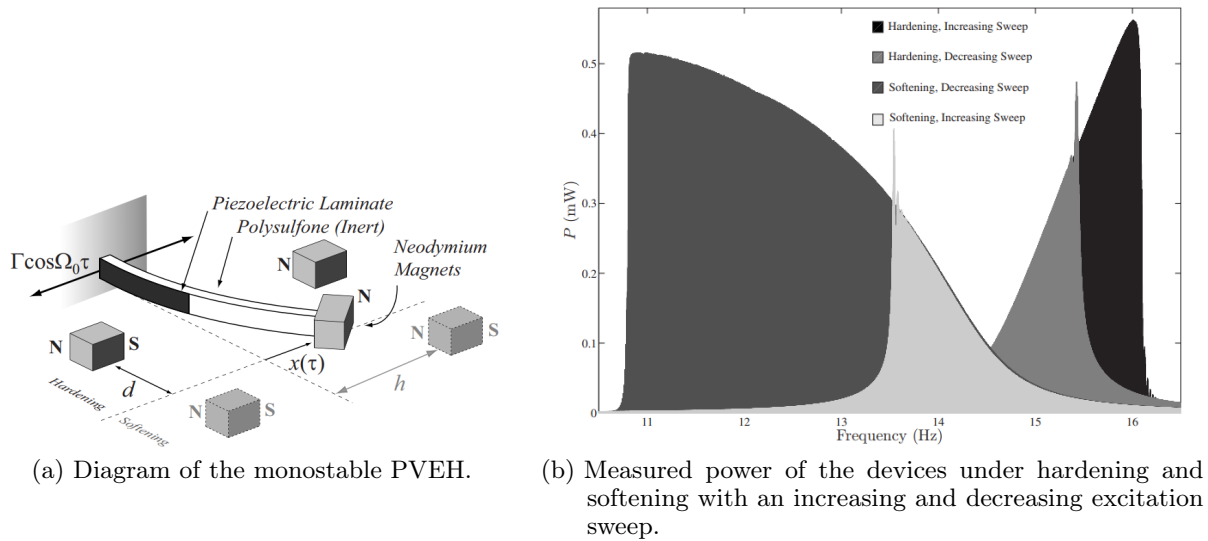 Piezoelectric Laminate
Polysulfone (Inert)
Neodymium
Magnets
N
N
Γcos Ω₀τ
N S
N S
x(τ)
d
h
Hardening
Softening
N S
(a) Diagram of the monostable PVEH.
Hardening, Increasing Sweep
Hardening, Decreasing Sweep
Softening, Decreasing Sweep
Softening, Increasing Sweep
P (mW)
0.5
0.4
0.3
0.2
0.1
0
11 12 13 14 15 16
Frequency (Hz)
(b) Measured power of the devices under hardening and
softening with an increasing and decreasing excitation
sweep.